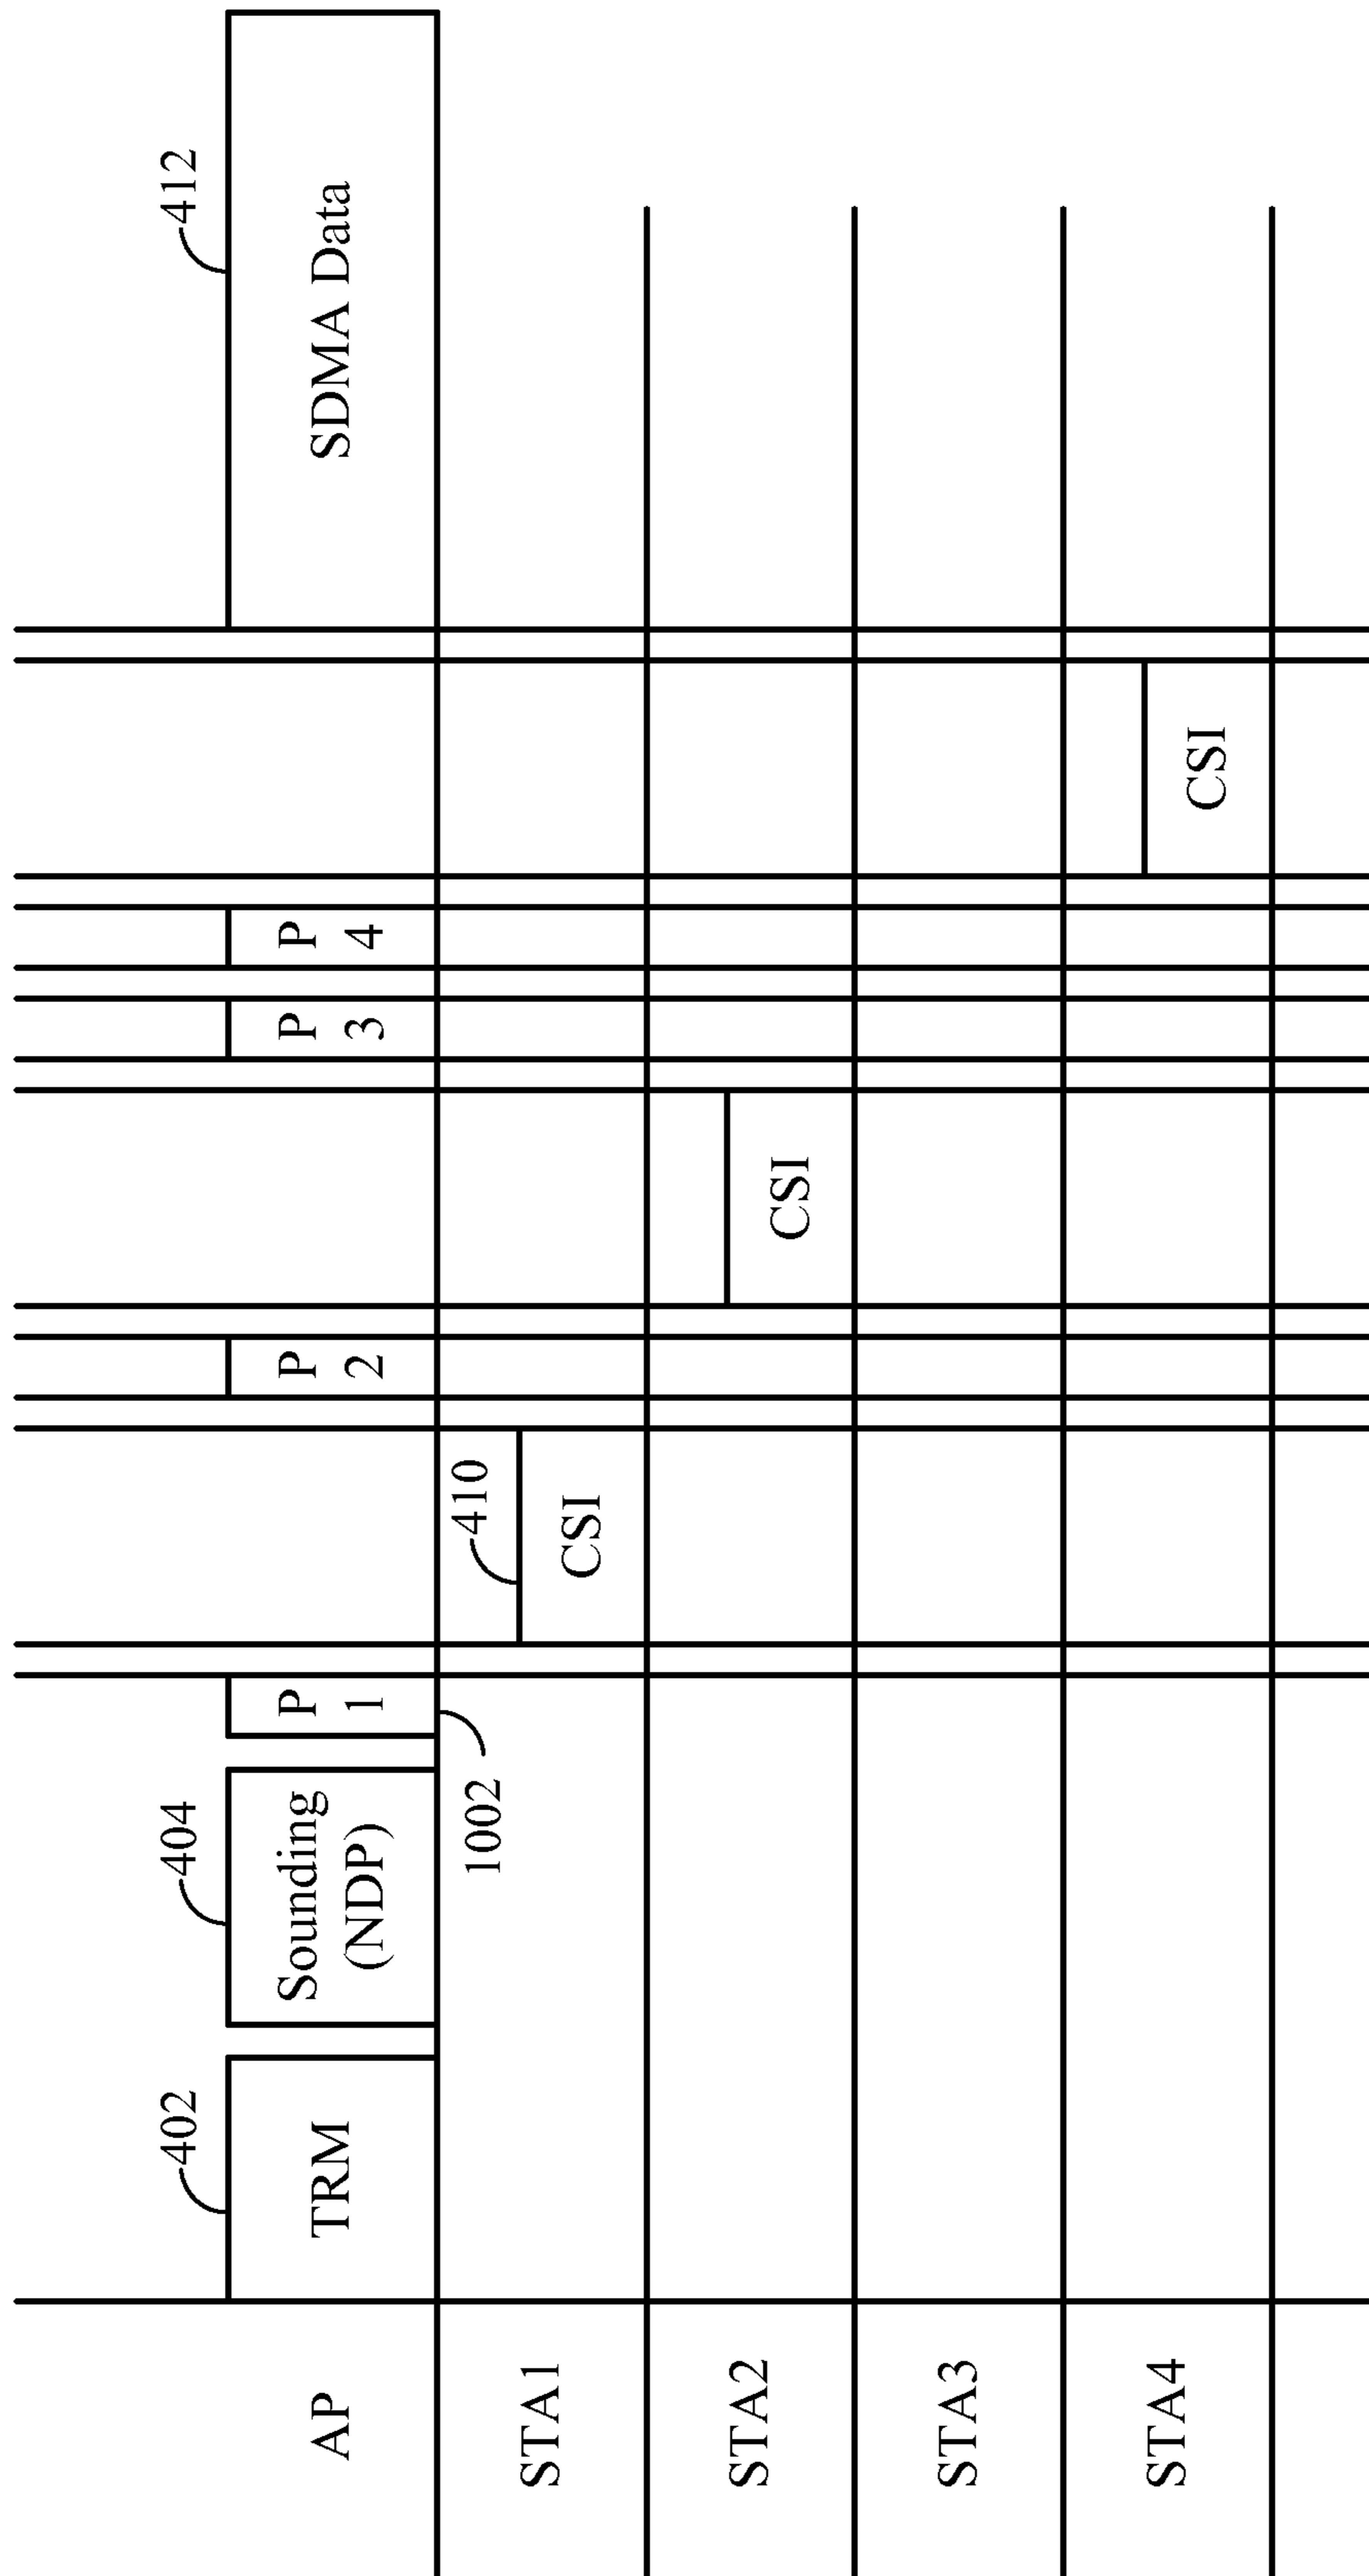 402
404
412
AP
TRM
Sounding
(NDP)
P
1
P
2
P
3
P
4
SDMA Data
1002
410
STA1
CSI
STA2
CSI
STA3
STA4
CSI